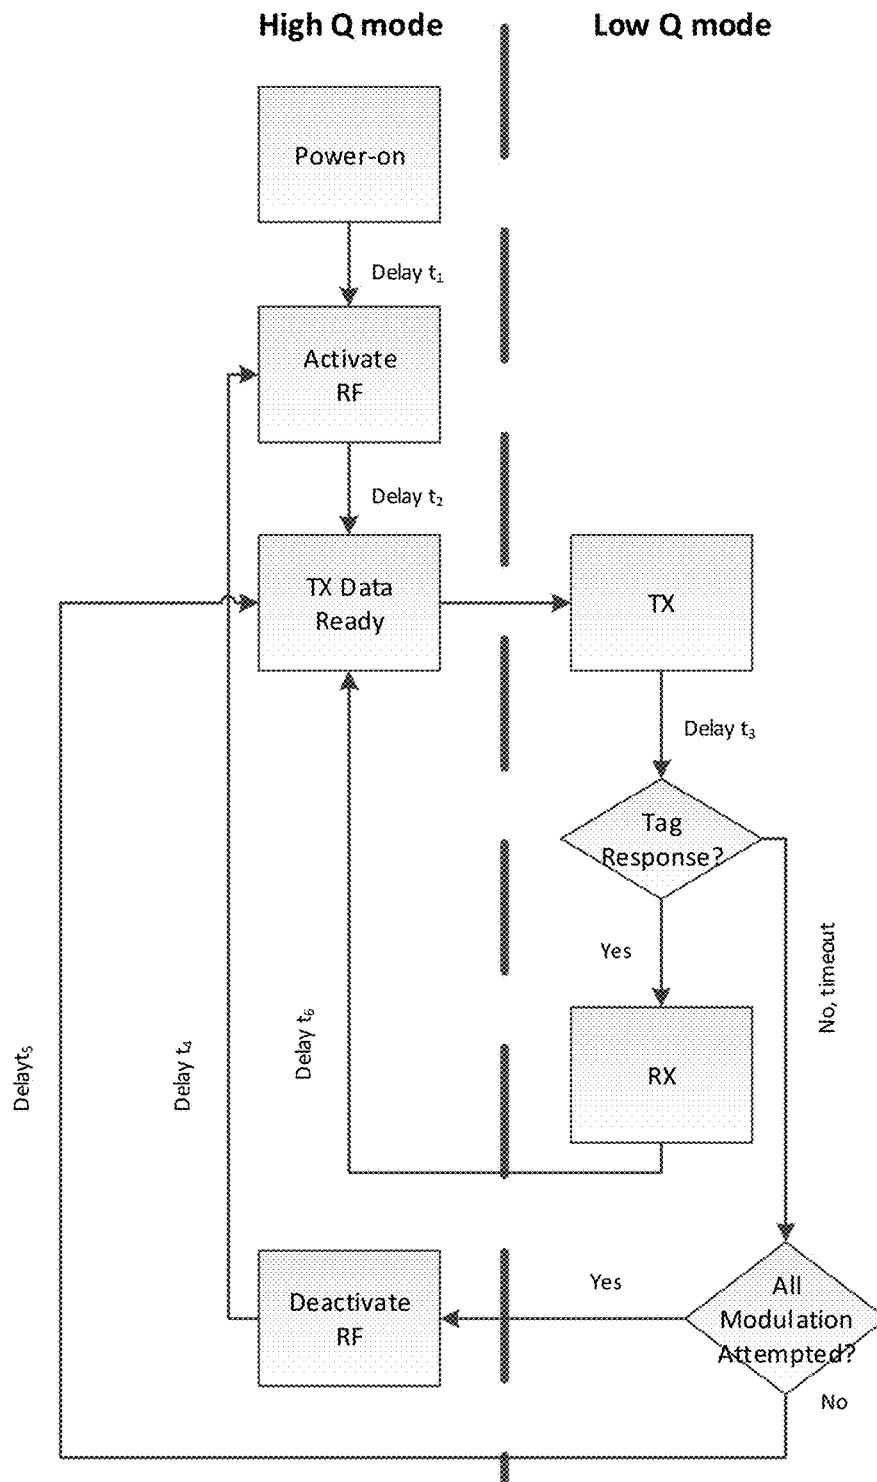 High Q mode
Low Q mode
Power-on
Delay t₁
Activate
RF
Delay t₂
TX Data
Ready
TX
Delay t₃
Tag
Response?
Yes
No, timeout
RX
Delayt₅
Delay t₄
Delay t₆
Deactivate
RF
Yes
All
Modulation
Attempted?
No